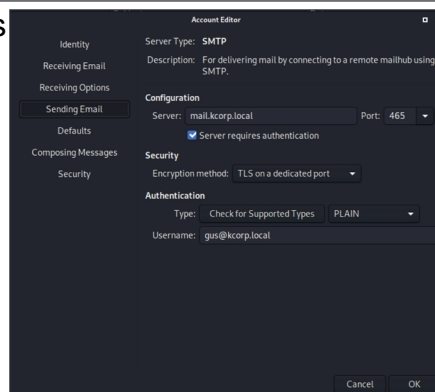 s
Account Editor
Identity
Receiving Email
Receiving Options
Sending Email
Defaults
Composing Messages
Security
Server Type: SMTP
Description: For delivering mail by connecting to a remote mailhub using
SMTP.
Configuration
Server: mail.kcorp.local Port: 465
Server requires authentication
Security
Encryption method: TLS on a dedicated port
Authentication
Type: Check for Supported Types PLAIN
Username: gus@kcorp.local
Cancel OK